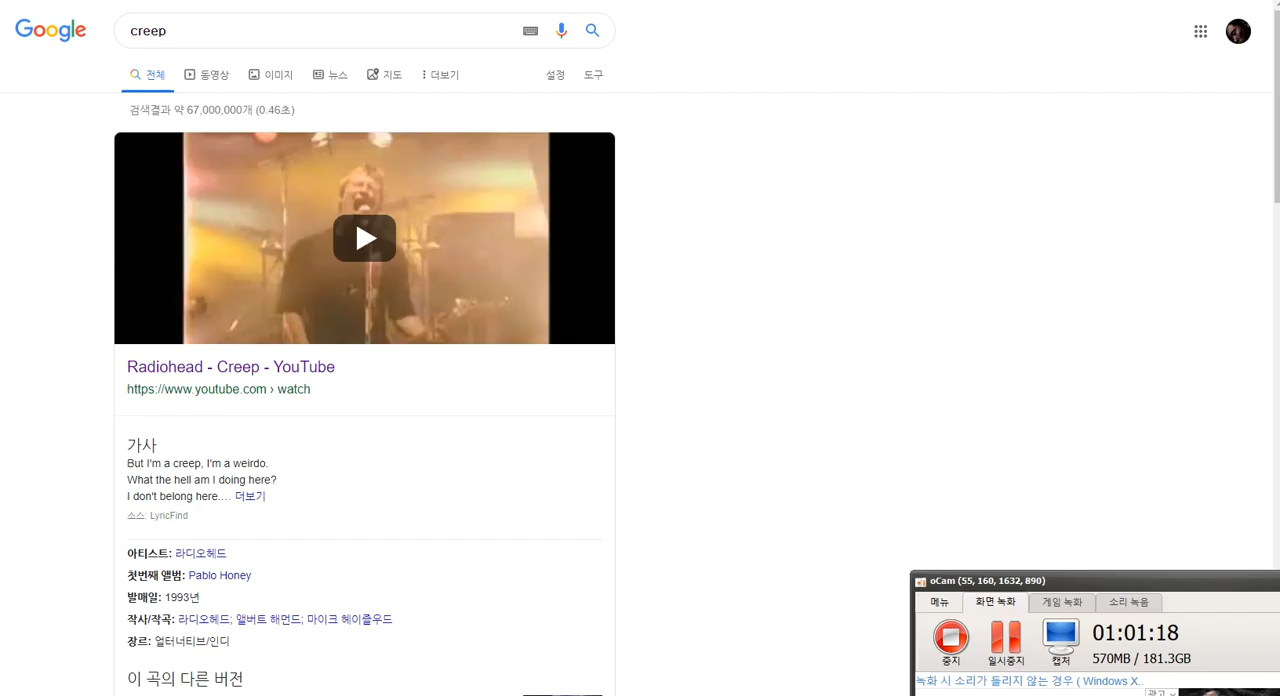 Google
creep
전체 동영상 이미지 뉴스 지도 더보기 설정 도구
검색결과 약 67,000,000개 (0.46초)
Radiohead - Creep - YouTube
https://www.youtube.com › watch
가사
But I'm a creep, I'm a weirdo.
What the hell am I doing here?
I don't belong here.... 더보기
소스: LyricFind
아티스트: 라디오헤드
첫번째 앨범: Pablo Honey
발매일: 1993년
작사/작곡: 라디오헤드; 앨버트 해먼드; 마이크 헤이즐우드
장르: 얼터너티브/인디
이 곡의 다른 버전
oCam (55, 160, 1632, 890)
메뉴 화면 녹화 게임 녹화 소리 녹음
중지 일시중지 캡처
01:01:18
570MB / 181.3GB
녹화 시 소리가 들리지 않는 경우 ( Windows X..
광고